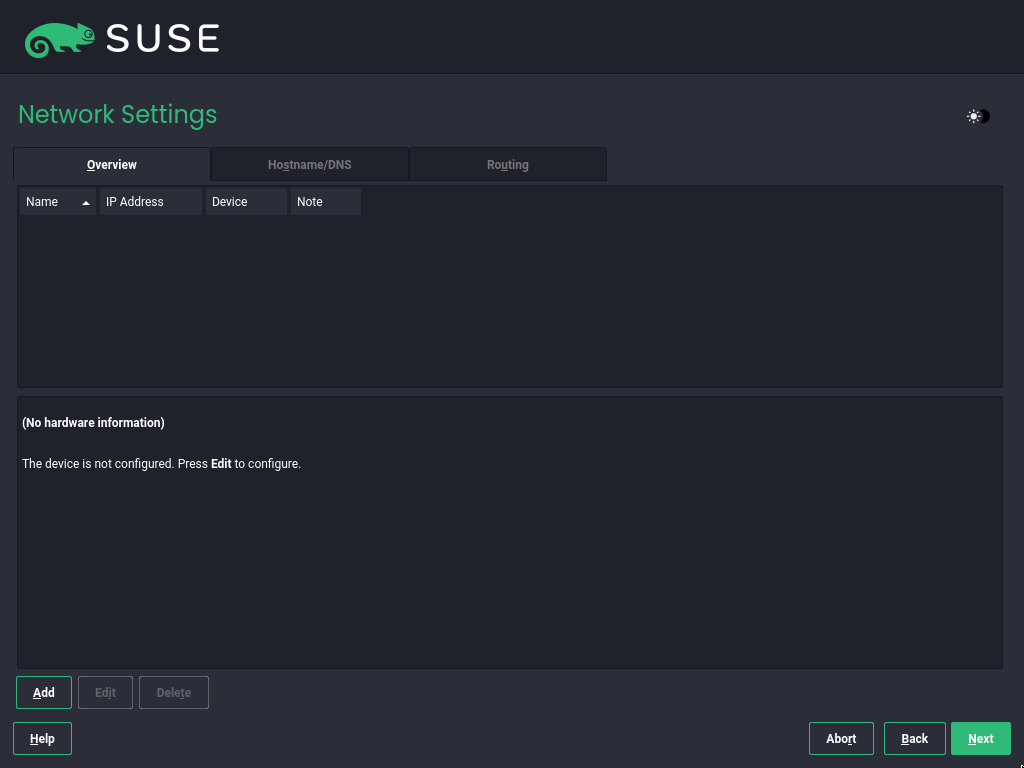 SUSE
Network Settings
Overview Hostname/DNS Routing
Name IP Address Device Note
(No hardware information)
The device is not configured. Press Edit to configure.
Add Edit Delete
Help Abort Back Next